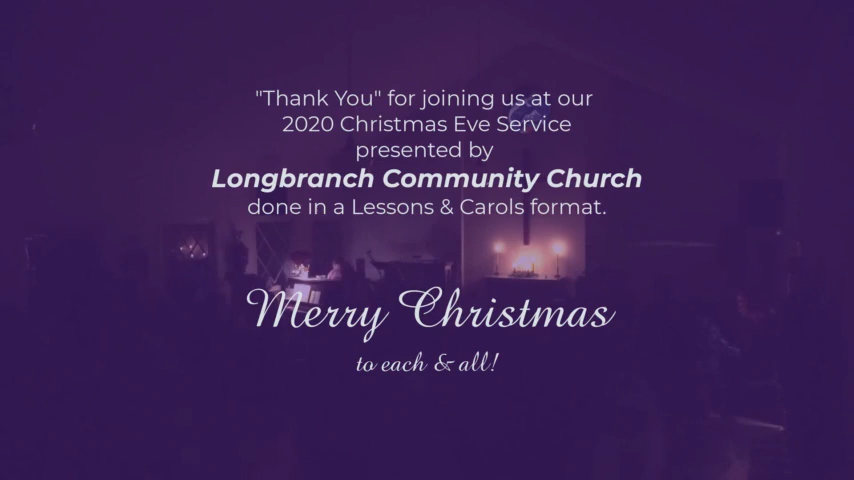 "Thank You" for joining us at our
2020 Christmas Eve Service
presented by
Longbranch Community Church
done in a Lessons & Carols format.
Merry Christmas
to each & all!